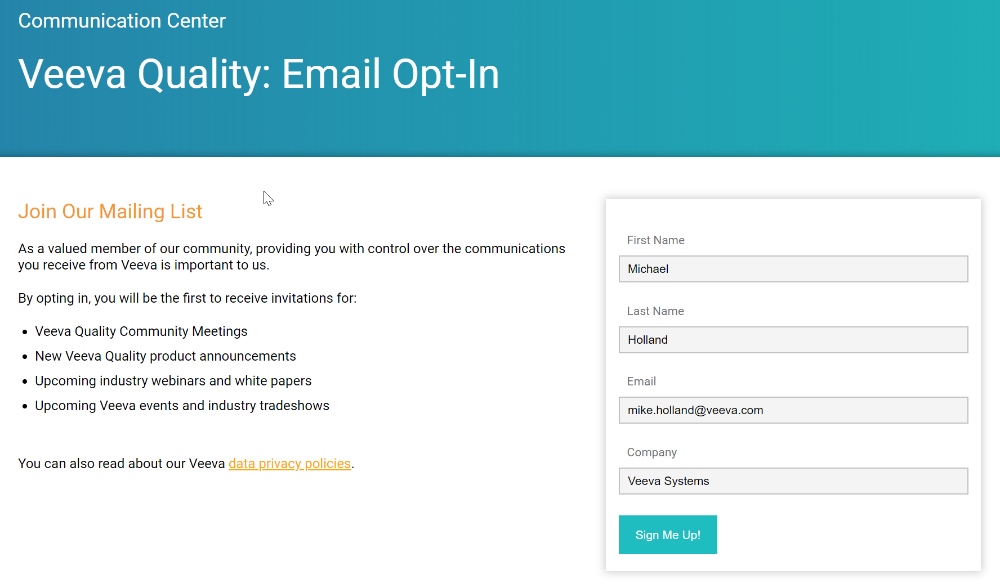 Communication Center
Veeva Quality: Email Opt-In
Join Our Mailing List
As a valued member of our community, providing you with control over the communications
you receive from Veeva is important to us.
By opting in, you will be the first to receive invitations for:
• Veeva Quality Community Meetings
• New Veeva Quality product announcements
• Upcoming industry webinars and white papers
• Upcoming Veeva events and industry tradeshows
You can also read about our Veeva data privacy policies.
First Name
Michael
Last Name
Holland
Email
mike.holland@veeva.com
Company
Veeva Systems
Sign Me Up!